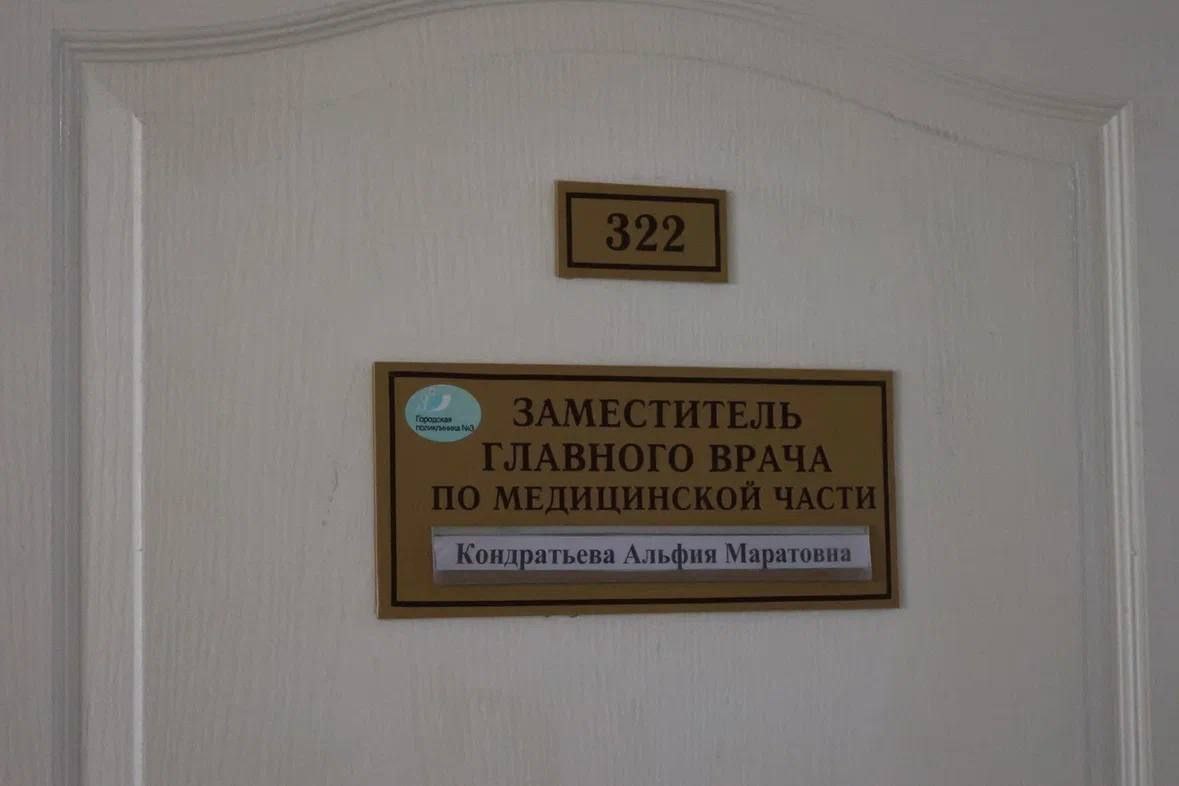 322
Городская
поликлиника №3
ЗАМЕСТИТЕЛЬ
ГЛАВНОГО ВРАЧА
ПО МЕДИЦИНСКОЙ ЧАСТИ
Кондратьева Альфия Маратовна